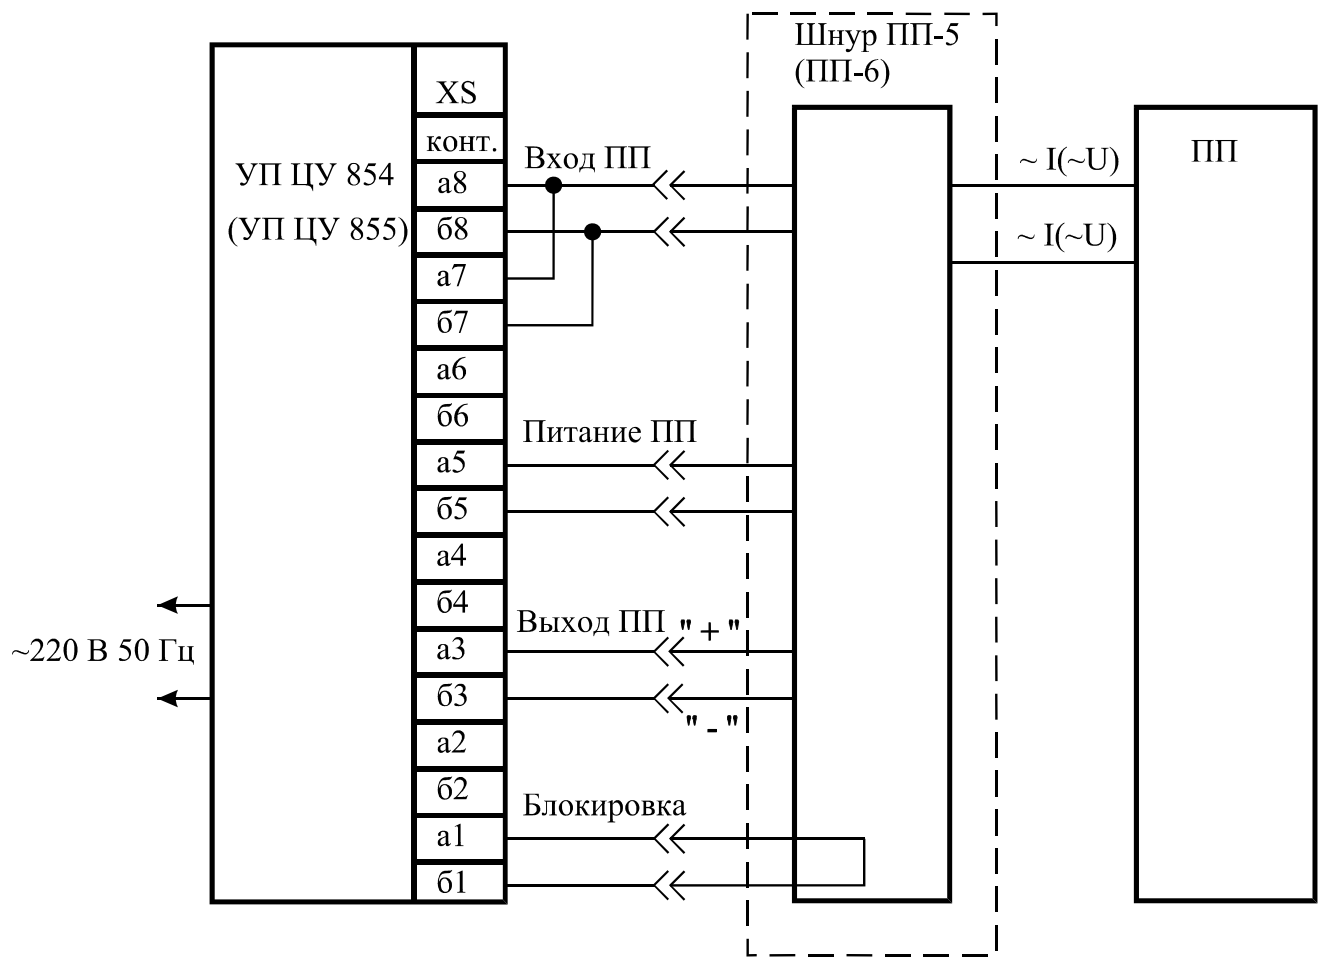 Шнур ПП-5
(ПП-6)
XS
конт.
УП ЦУ 854
(УП ЦУ 855)
а8
б8
а7
б7
а6
б6
а5
б5
а4
б4
а3
б3
а2
б2
а1
б1
Вход ПП
Питание ПП
Выход ПП
"+"
"-"
Блокировка
~220 В 50 Гц
~ I(~U)
~ I(~U)
ПП